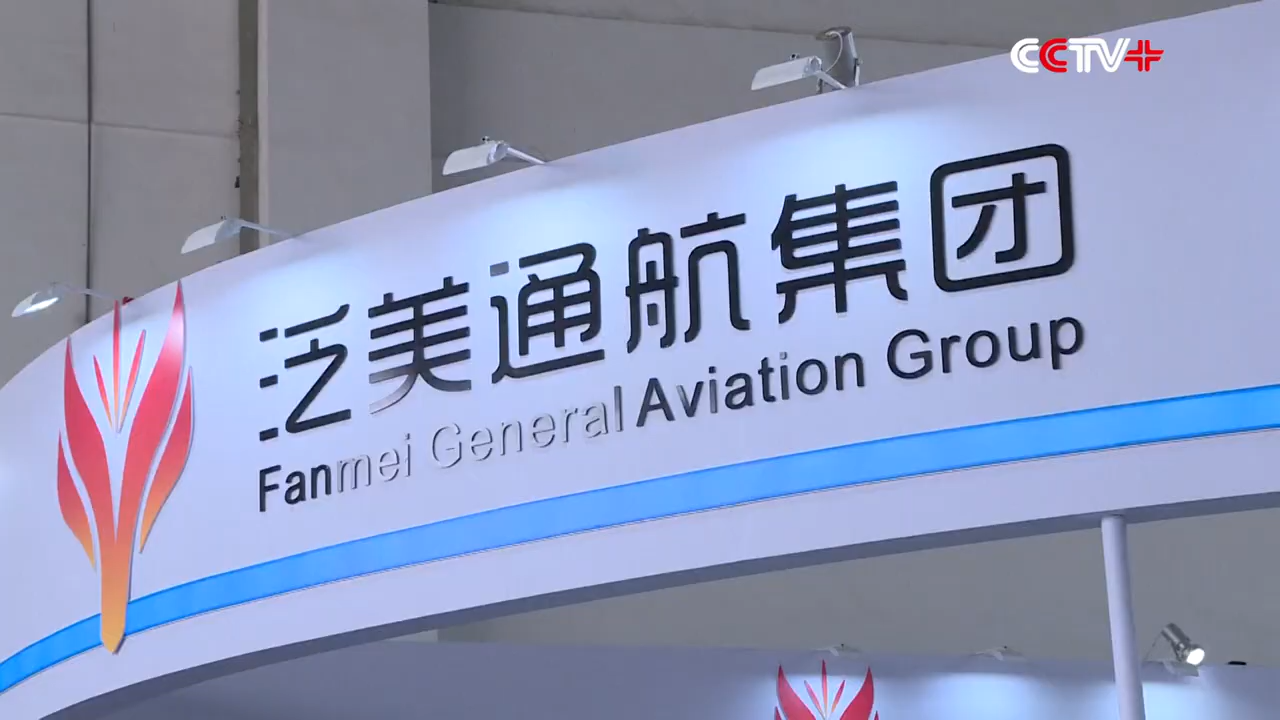 CCTV+
泛美通航集团
Fanmei General Aviation Group